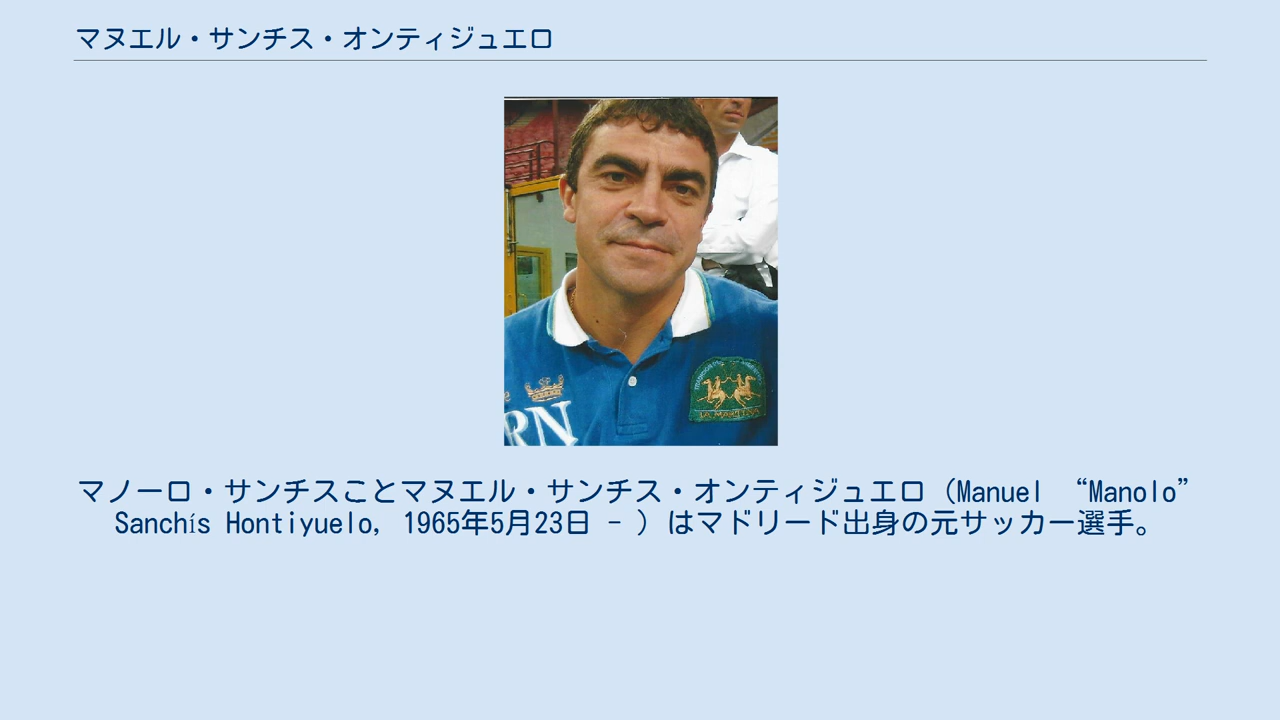 マヌエル・サンチス・オンティジュエロ
RN
LA MARTINA
マノーロ・サンチスことマヌエル・サンチス・オンティジュエロ（Manuel “Manolo”
Sanchís Hontiyuelo, 1965年5月23日 - ）はマドリード出身の元サッカー選手。